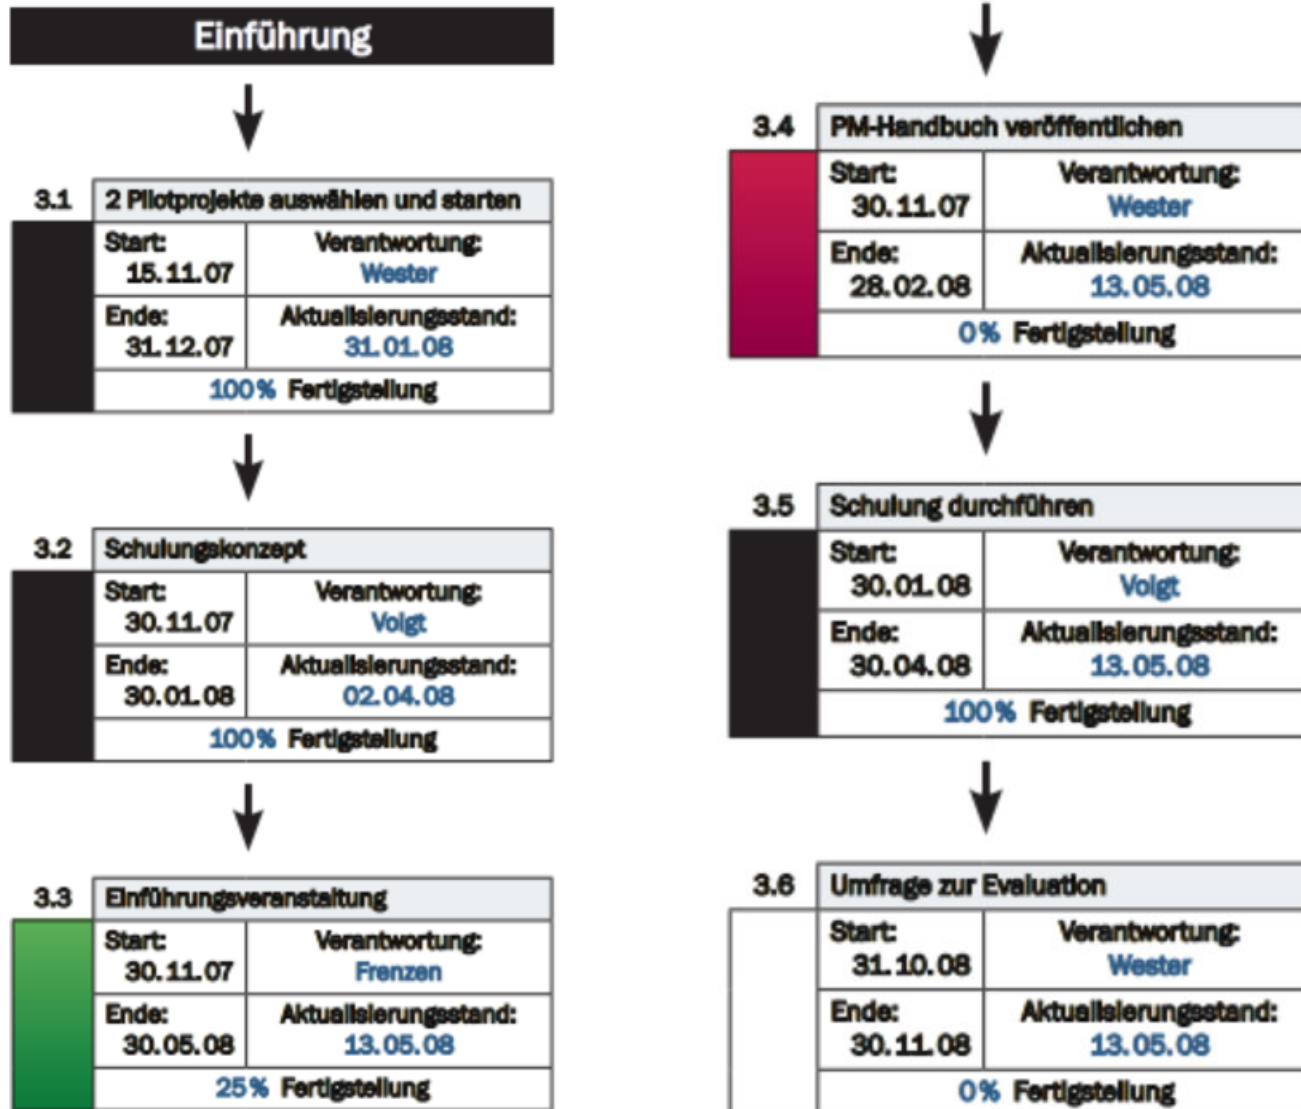 Einführung
3.1 2 Pilotprojekte auswählen und starten
Start: Verantwortung:
15.11.07 Wester
Ende: Aktualisierungsstand:
31.12.07 31.01.08
100% Fertigstellung
3.2 Schulungskonzept
Start: Verantwortung:
30.11.07 Voigt
Ende: Aktualisierungsstand:
30.01.08 02.04.08
100% Fertigstellung
3.3 Einführungsveranstaltung
Start: Verantwortung:
30.11.07 Frenzen
Ende: Aktualisierungsstand:
30.05.08 13.05.08
25% Fertigstellung
3.4 PM-Handbuch veröffentlichen
Start: Verantwortung:
30.11.07 Wester
Ende: Aktualisierungsstand:
28.02.08 13.05.08
0% Fertigstellung
3.5 Schulung durchführen
Start: Verantwortung:
30.01.08 Voigt
Ende: Aktualisierungsstand:
30.04.08 13.05.08
100% Fertigstellung
3.6 Umfrage zur Evaluation
Start: Verantwortung:
31.10.08 Wester
Ende: Aktualisierungsstand:
30.11.08 13.05.08
0% Fertigstellung